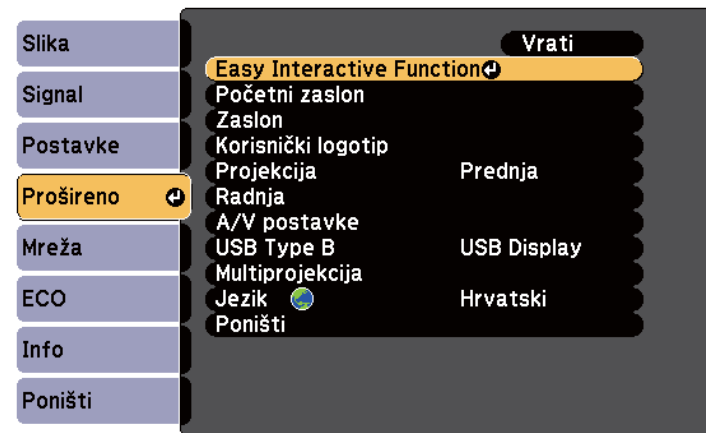 Slika
Signal
Postavke
Prošireno
Mreža
ECO
Info
Poništi
Vrati
Easy Interactive Function
Početni zaslon
Zaslon
Korisnički logotip
Projekcija Prednja
Radnja
A/V postavke
USB Type B USB Display
Multiprojekcija
Jezik Hrvatski
Poništi